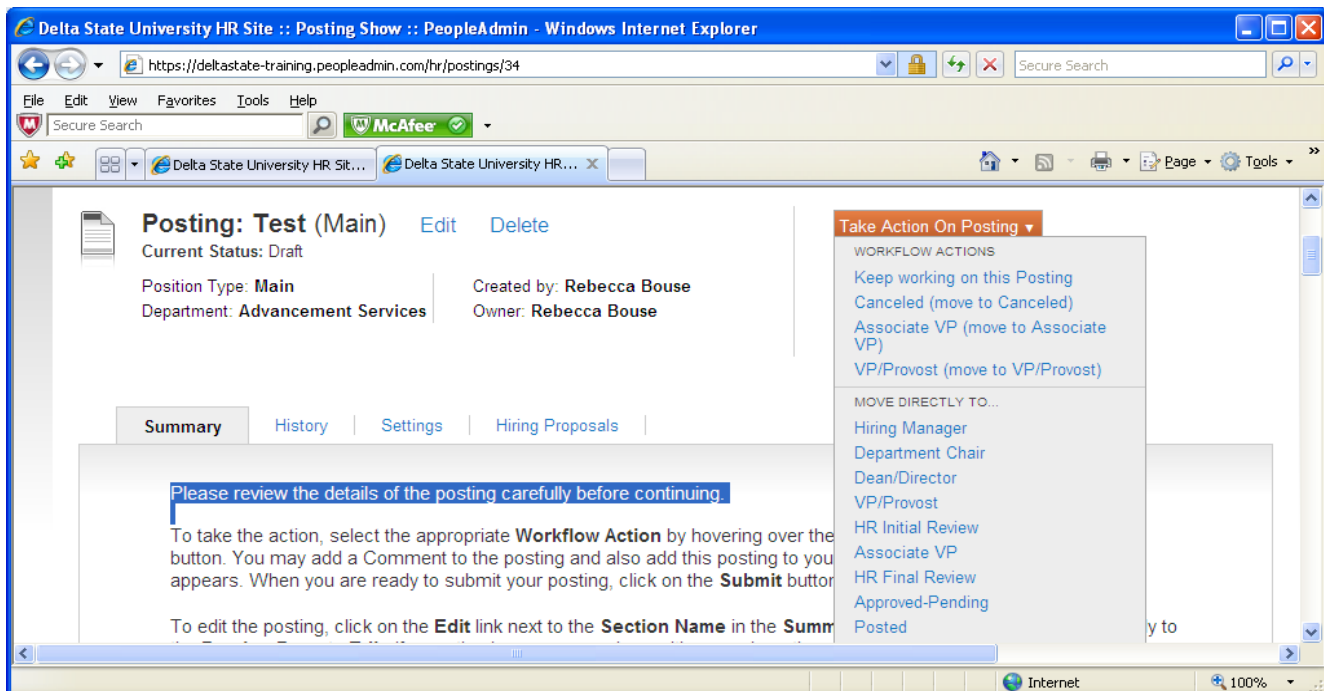 Delta State University HR Site :: Posting Show :: PeopleAdmin - Windows Internet Explorer
https://deltastate-training.peopleadmin.com/hr/postings/34
Secure Search
File Edit View Favorites Tools Help
Secure Search
McAfee
Delta State University HR Sit...
Delta State University HR...
Page
Tools
Posting: Test (Main) Edit Delete
Current Status: Draft
Position Type: Main
Created by: Rebecca Bouse
Department: Advancement Services
Owner: Rebecca Bouse
Take Action On Posting ▼
WORKFLOW ACTIONS
Keep working on this Posting
Canceled (move to Canceled)
Associate VP (move to Associate
VP)
VP/Provost (move to VP/Provost)
MOVE DIRECTLY TO...
Hiring Manager
Department Chair
Dean/Director
VP/Provost
HR Initial Review
Associate VP
HR Final Review
Approved-Pending
Posted
Summary History Settings Hiring Proposals
Please review the details of the posting carefully before continuing.
To take the action, select the appropriate Workflow Action by hovering over the
button. You may add a Comment to the posting and also add this posting to you
appears. When you are ready to submit your posting, click on the Submit button
To edit the posting, click on the Edit link next to the Section Name in the Summ
ly to
Internet
100%